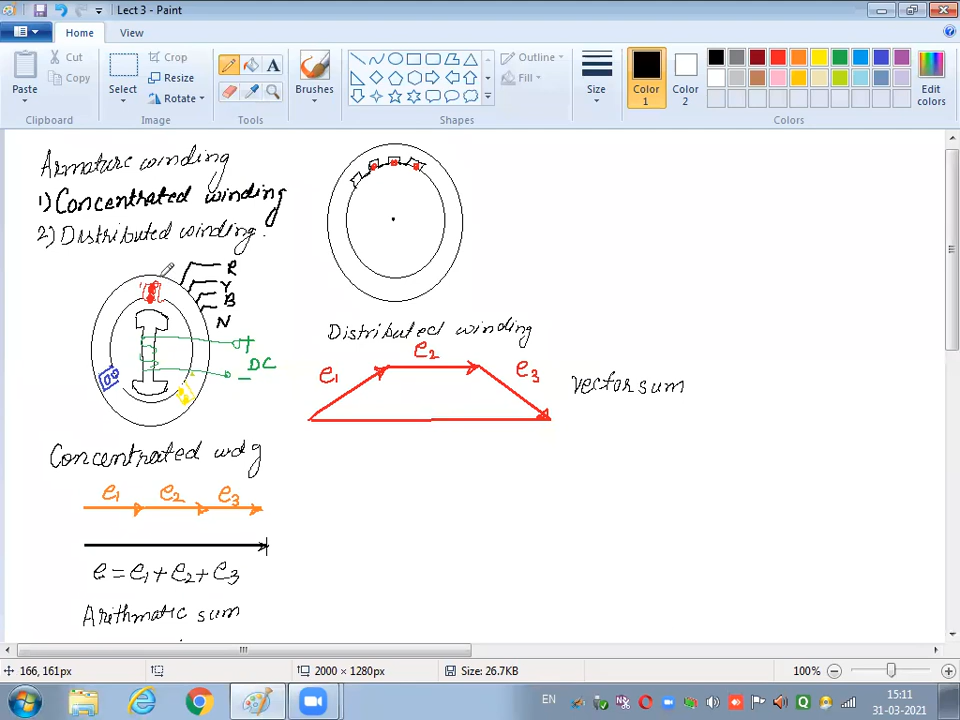 Lect 3 - Paint
Home
View
Paste
Cut
Copy
Clipboard
Select
Crop
Resize
Rotate
Image
Tools
Brushes
Outline
Fill
Shapes
Size
Color
1
Color
2
Edit
colors
Colors
Armature winding
1) Concentrated winding
2) Distributed winding.
R
Y
B
N
+
DC
-
Concentrated wdg
e1 e2 e3
e = e1 + e2 + e3
Arithmatic sum
Distributed winding
e1 e2 e3
vector sum
166, 161px
2000 × 1280px
Size: 26.7KB
100%
EN
15:11
31-03-2021